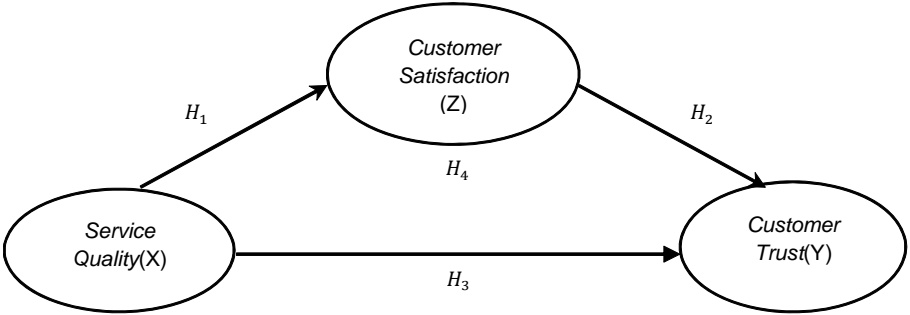 Customer
Satisfaction
(Z)
H₁
H₂
H₄
Service
Quality(X)
Customer
Trust(Y)
H₃